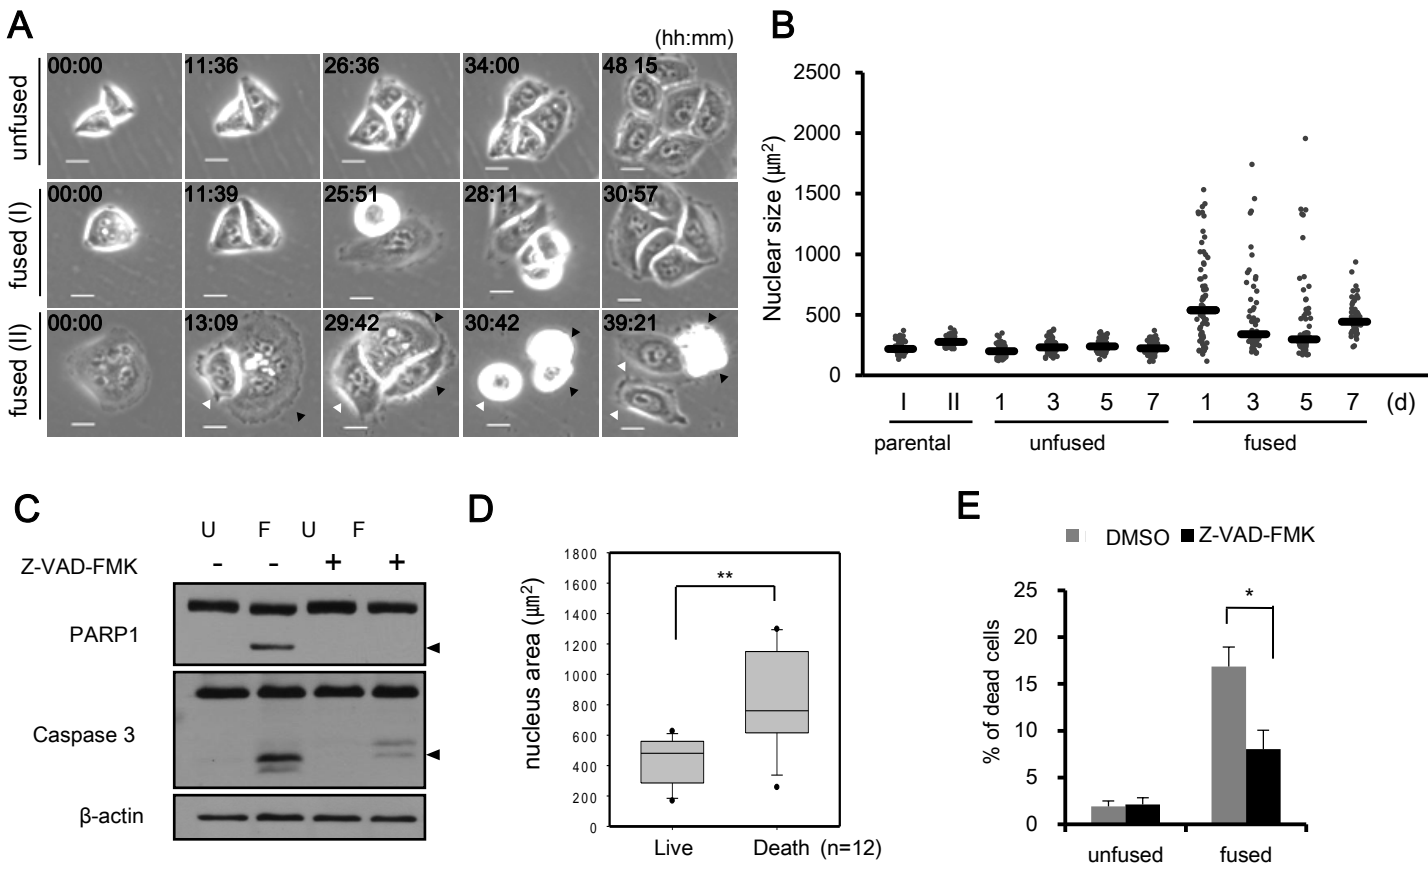 A
(hh:mm)
unfused
00:00 11:36 26:36 34:00 48 15
fused (I)
00:00 11:39 25:51 28:11 30:57
fused (II)
00:00 13:09 29:42 30:42 39:21
B
Nuclear size (μm²)
2500
2000
1500
1000
500
0
I II 1 3 5 7 1 3 5 7 (d)
parental unfused fused
C
U F U F
Z-VAD-FMK - - + +
PARP1
Caspase 3
β-actin
D
nucleus area (μm²)
1800
1600
1400
1200
1000
800
600
400
200
0
**
Live Death (n=12)
E
DMSO Z-VAD-FMK
% of dead cells
25
20
15
10
5
0
*
unfused fused